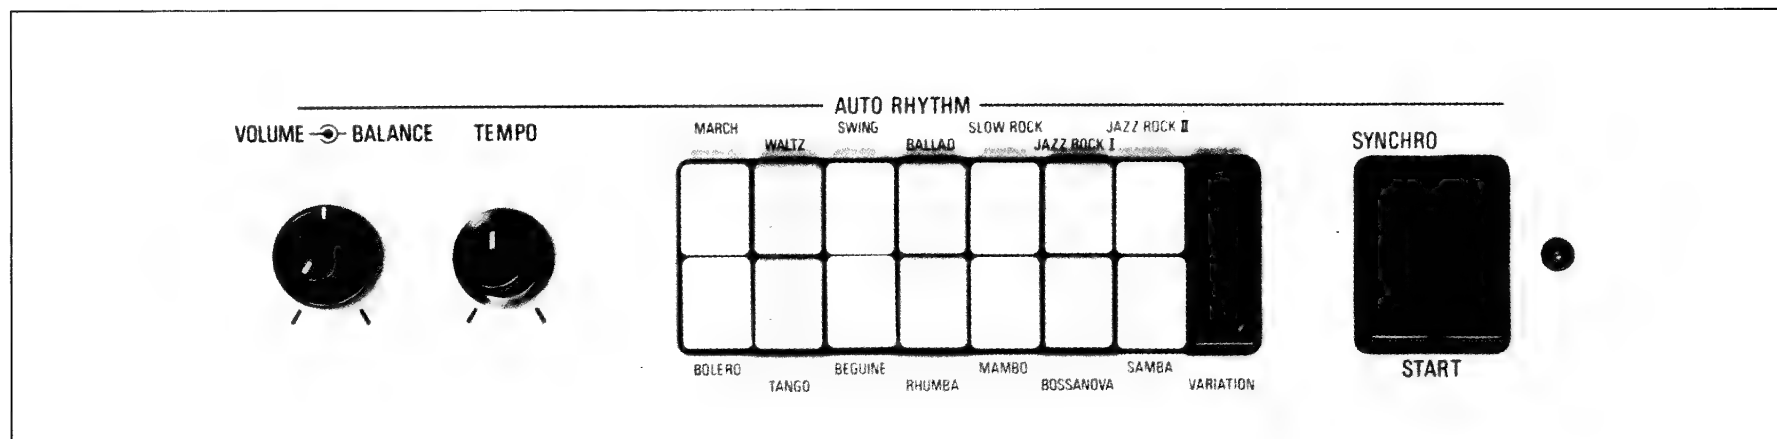 AUTO RHYTHM
VOLUME BALANCE TEMPO
MARCH SWING SLOW ROCK JAZZ ROCK II
WALTZ BALLAD JAZZ ROCK I
SYNCHRO
BOLERO BEGUINE MAMBO SAMBA
TANGO RHUMBA BOSSANOVA VARIATION
START